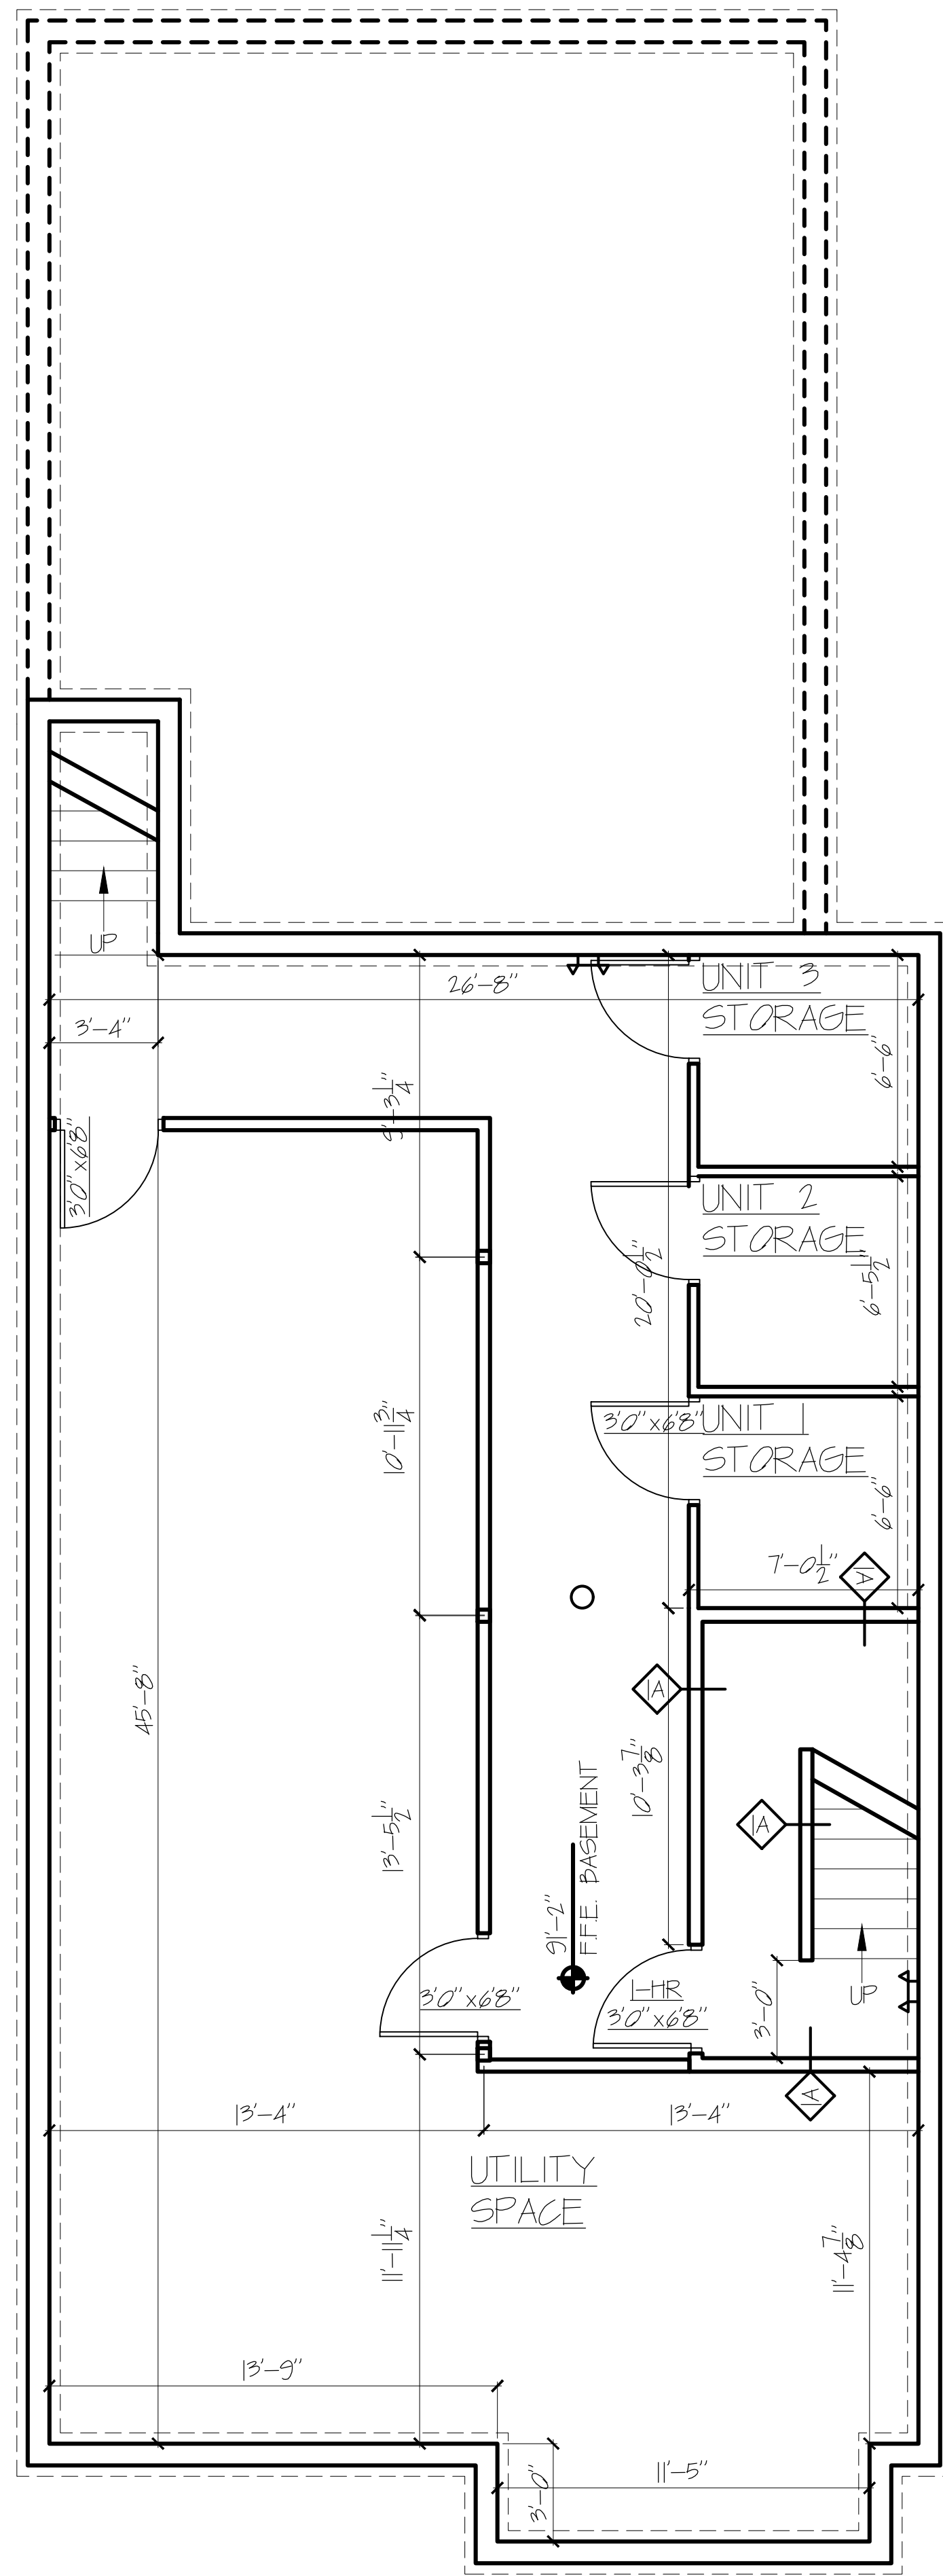 UP
26'-8"
UNIT 3
STORAGE
3'-4"
6'-6"
9'-3 1/4"
3'0"x6'8"
UNIT 2
STORAGE
20'-0 1/2"
6'-5 1/2"
10'-11 3/4"
3'0"x6'8"
UNIT 1
STORAGE
6'-6"
7'-0 1/2"
1A
45'-8"
1A
10'-3 7/8"
13'-5 1/2"
1A
91'-2"
F.F.E. BASEMENT
3'0"x6'8"
1-HR
3'0"x6'8"
3'-0"
UP
1A
13'-4"
13'-4"
UTILITY
SPACE
11'-11 1/4"
11'-4 7/8"
13'-9"
3'-0"
11'-5"